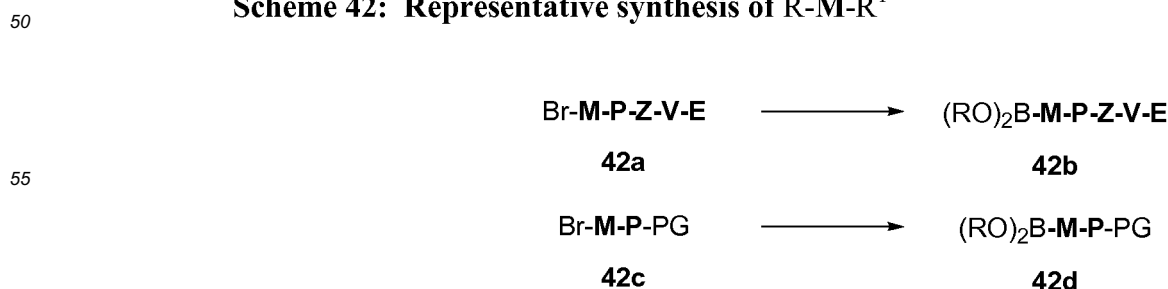 Scheme 42: Representative synthesis of R-M-R¹
50
Br-M-P-Z-V-E (RO)₂B-M-P-Z-V-E
42a 42b
55
Br-M-P-PG (RO)₂B-M-P-PG
42c 42d